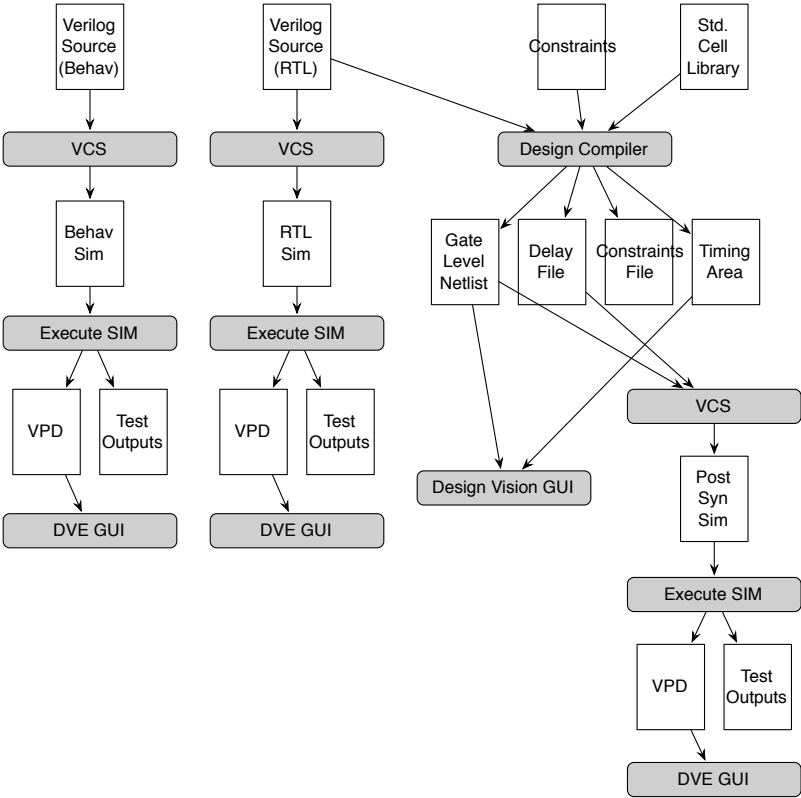 Verilog
Source
(Behav)
Verilog
Source
(RTL)
Constraints
Std.
Cell
Library
VCS
VCS
Design Compiler
Behav
Sim
RTL
Sim
Gate
Level
Netlist
Delay
File
Constraints
File
Timing
Area
Execute SIM
Execute SIM
VPD
Test
Outputs
VPD
Test
Outputs
VCS
Design Vision GUI
Post
Syn
Sim
DVE GUI
DVE GUI
Execute SIM
VPD
Test
Outputs
DVE GUI